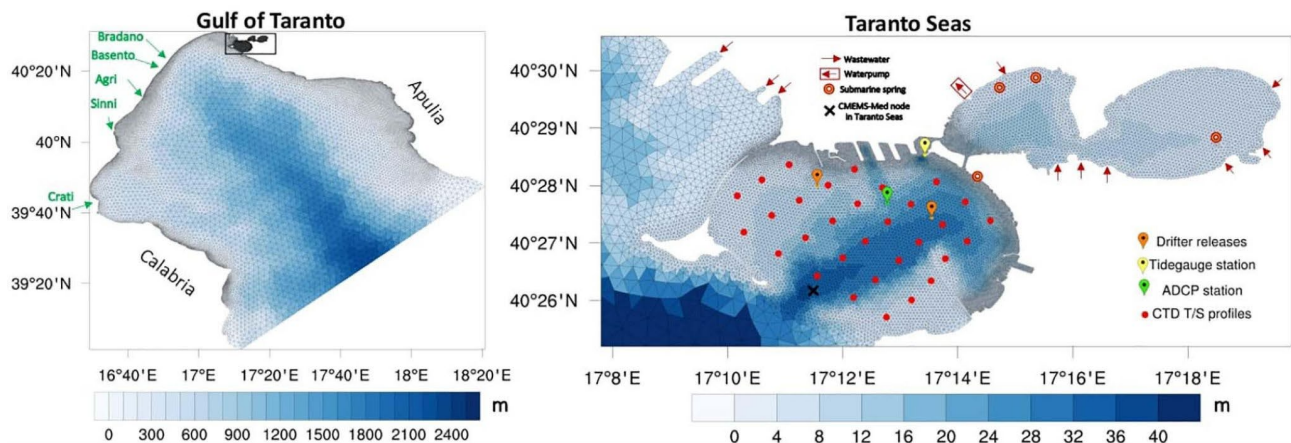 Gulf of Taranto
Bradano
Basento
Agri
Sinni
Crati
Apulia
Calabria
40°20'N
40°N
39°40'N
39°20'N
16°40'E 17°E 17°20'E 17°40'E 18°E 18°20'E
0 300 600 900 1200 1500 1800 2100 2400
m
Taranto Seas
40°30'N
40°29'N
40°28'N
40°27'N
40°26'N
Wastewater
Waterpump
Submarine spring
CMEMS-Med node
in Taranto Seas
Drifter releases
Tidegauge station
ADCP station
CTD T/S profiles
17°8'E 17°10'E 17°12'E 17°14'E 17°16'E 17°18'E
0 4 8 12 16 20 24 28 32 36 40
m